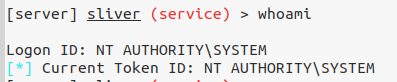 [server] sliver (service) > whoami
Logon ID: NT AUTHORITY\SYSTEM
[*] Current Token ID: NT AUTHORITY\SYSTEM